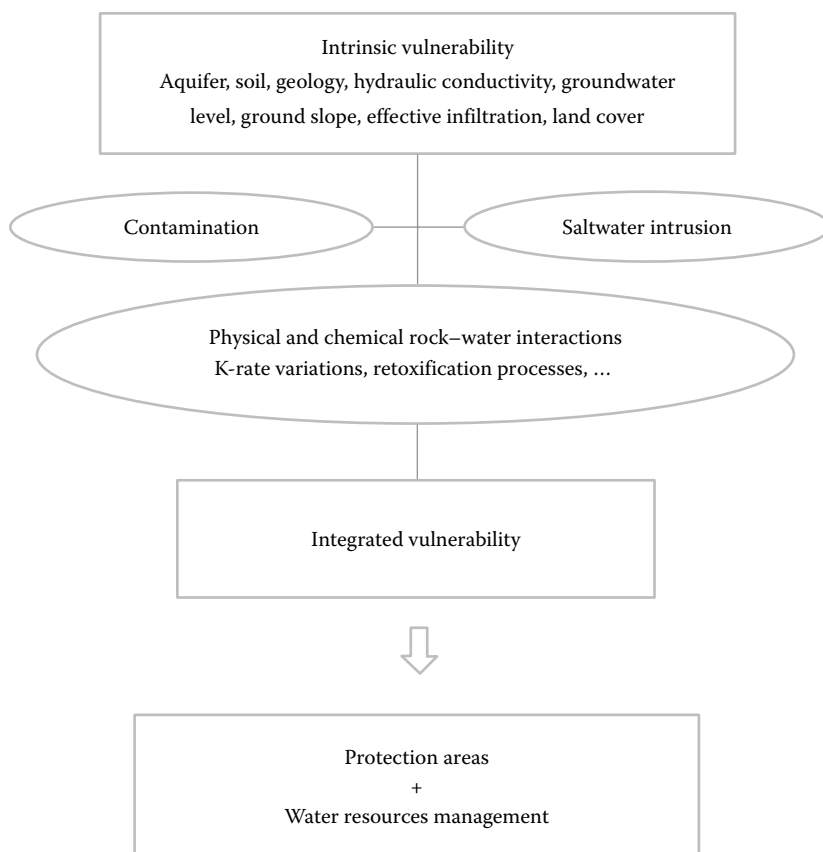 Intrinsic vulnerability
Aquifer, soil, geology, hydraulic conductivity, groundwater
level, ground slope, effective infiltration, land cover
Contamination
Saltwater intrusion
Physical and chemical rock–water interactions
K-rate variations, retoxification processes, ...
Integrated vulnerability
Protection areas
+
Water resources management